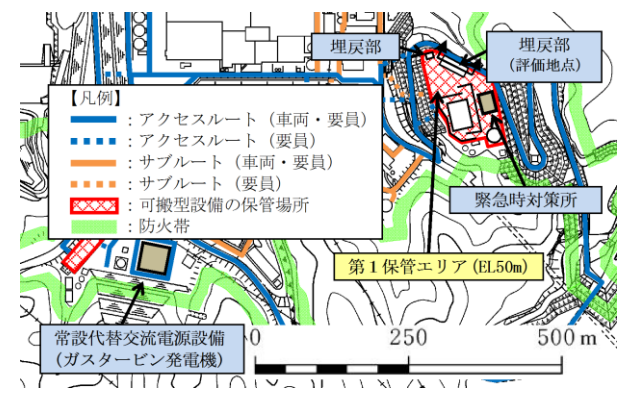 埋戻部
埋戻部
(評価地点)
【凡例】
：アクセスルート（車両・要員）
：アクセスルート（要員）
：サブルート（車両・要員）
：サブルート（要員）
：可搬型設備の保管場所
：防火帯
緊急時対策所
第１保管エリア(EL50m)
常設代替交流電源設備
(ガスタービン発電機)
0 250 500 m